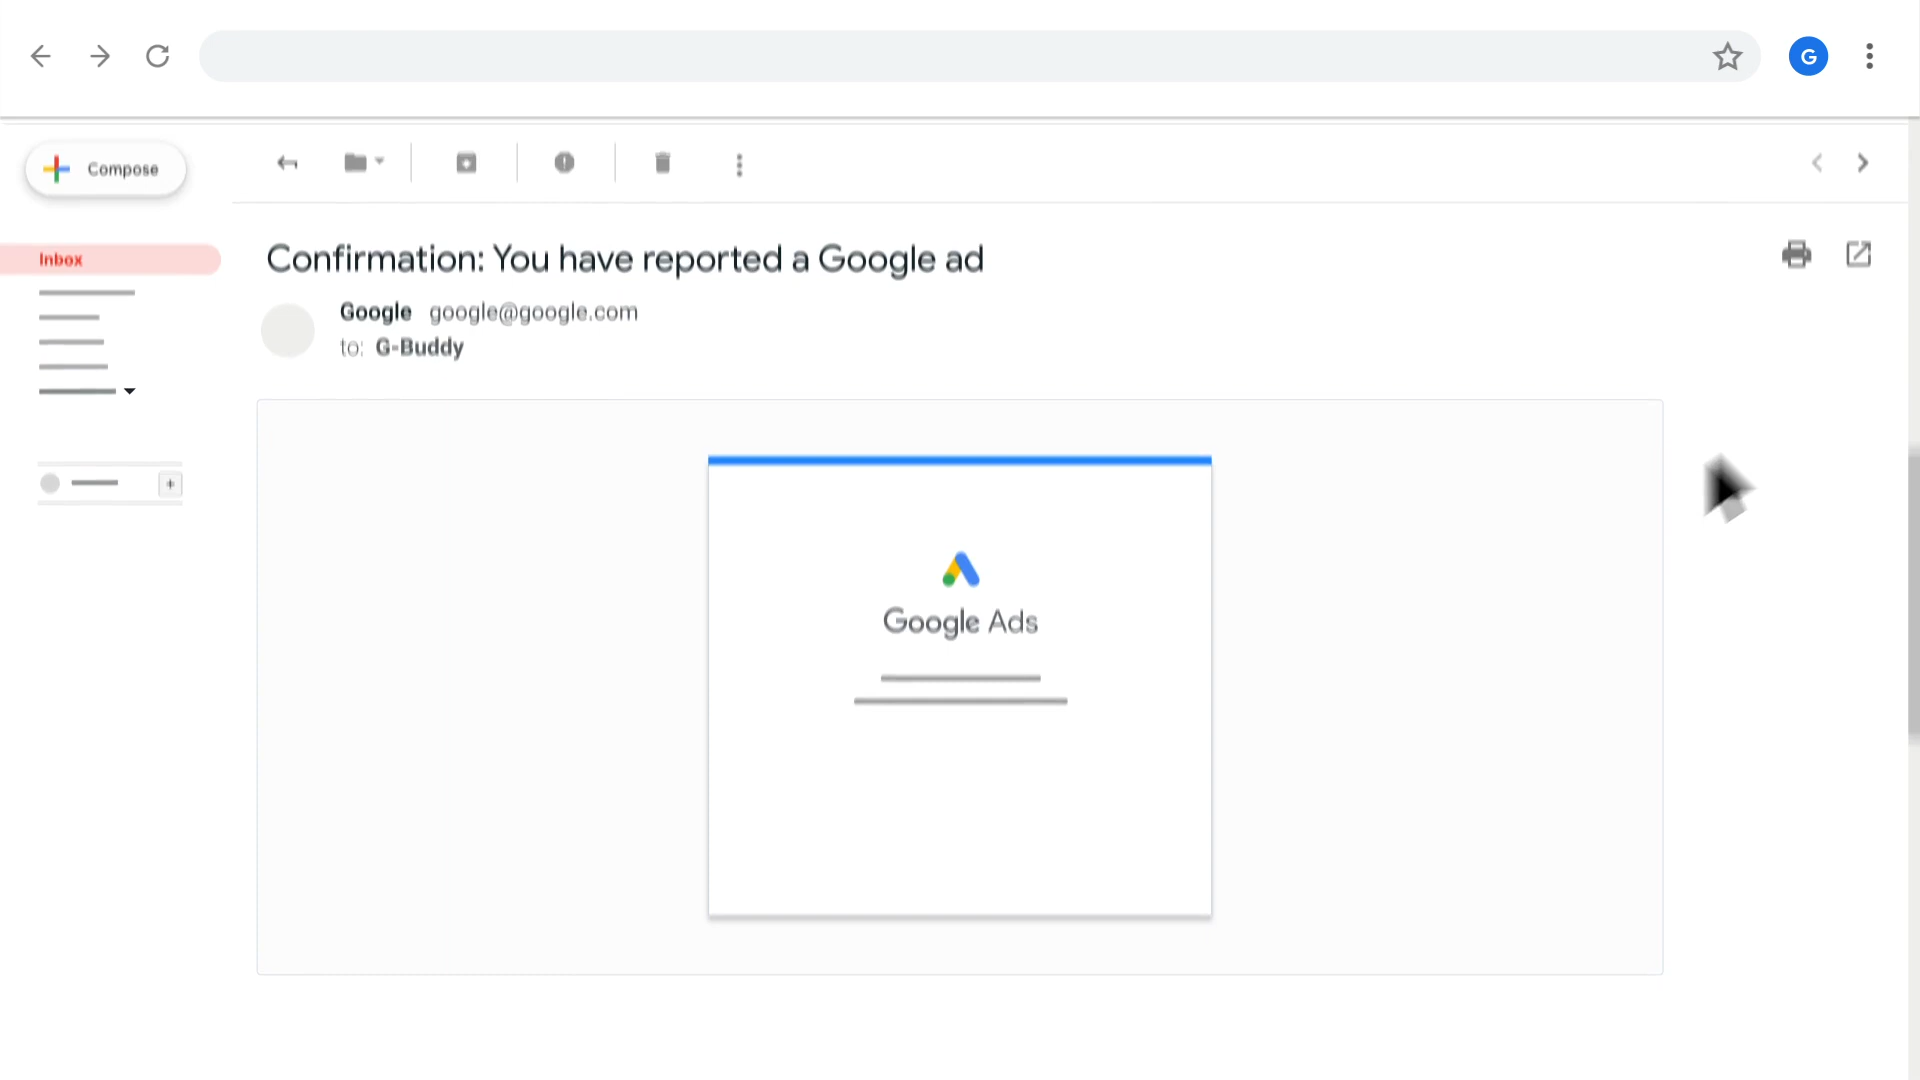 G
Compose
Inbox
Confirmation: You have reported a Google ad
Google google@google.com
to: G-Buddy
Google Ads